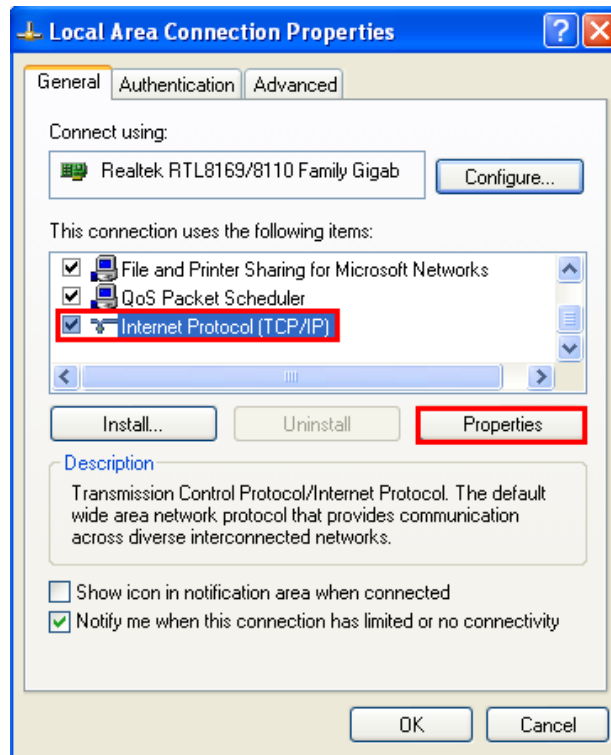 Local Area Connection Properties
General Authentication Advanced
Connect using:
Realtek RTL8169/8110 Family Gigab
Configure...
This connection uses the following items:
File and Printer Sharing for Microsoft Networks
QoS Packet Scheduler
Internet Protocol (TCP/IP)
Install... Uninstall Properties
Description
Transmission Control Protocol/Internet Protocol. The default
wide area network protocol that provides communication
across diverse interconnected networks.
Show icon in notification area when connected
Notify me when this connection has limited or no connectivity
OK Cancel